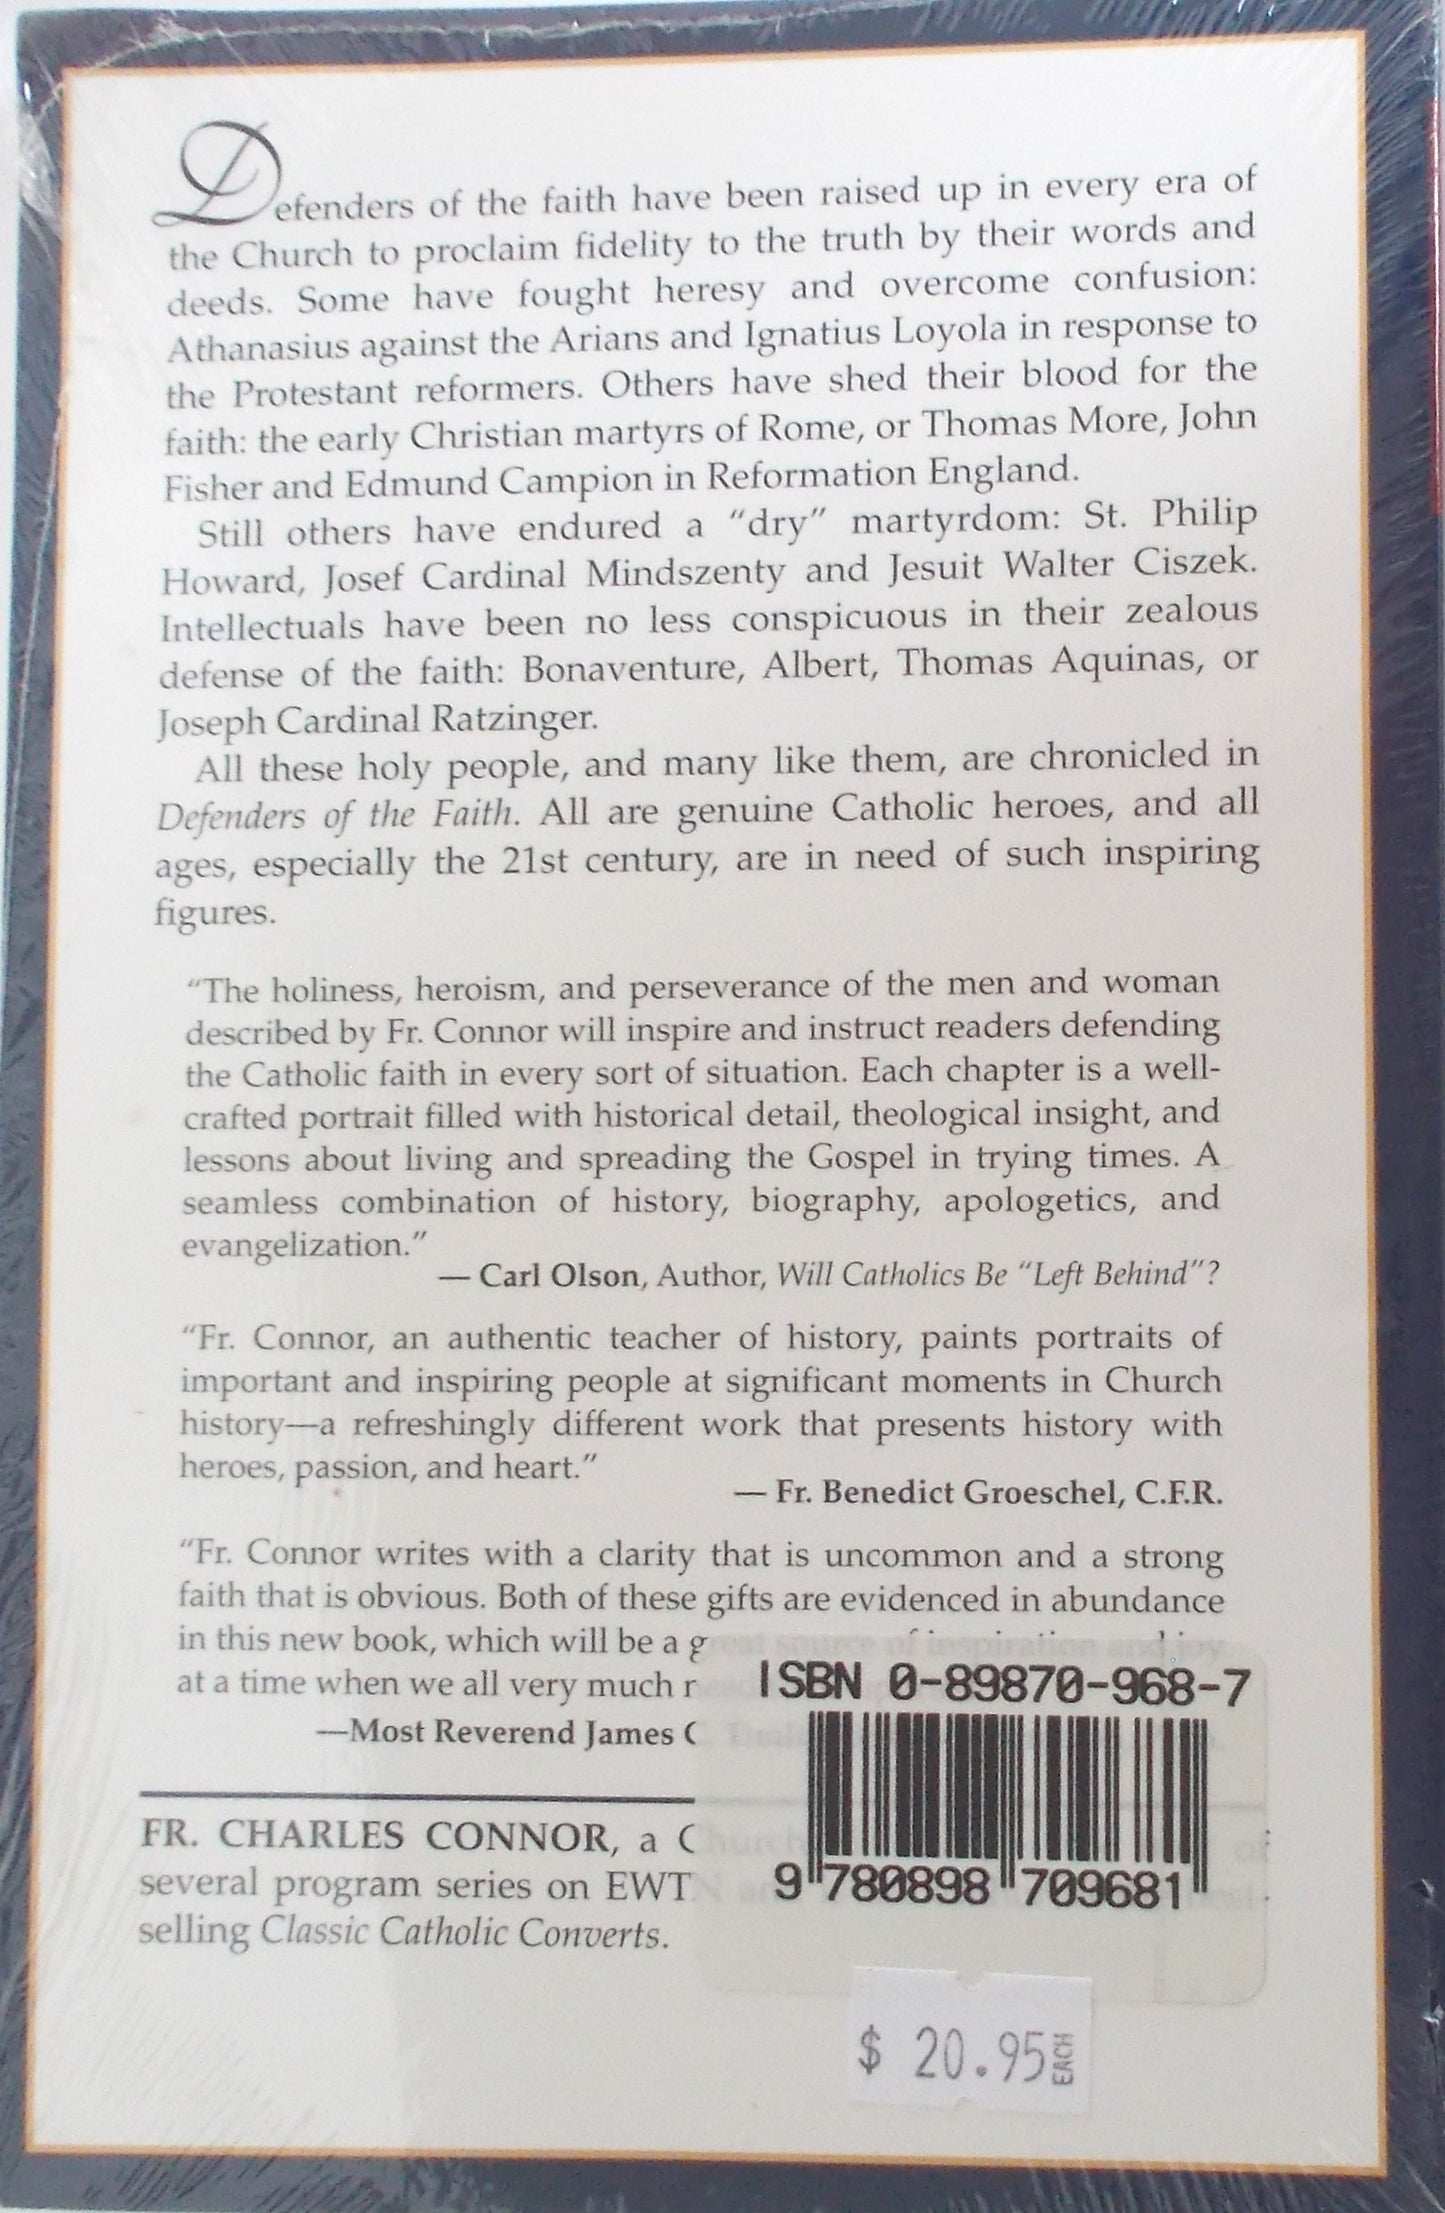 Defenders of the faith have been raised up in every era of
the Church to proclaim fidelity to the truth by their words and
deeds. Some have fought heresy and overcome confusion:
Athanasius against the Arians and Ignatius Loyola in response to
the Protestant reformers. Others have shed their blood for the
faith: the early Christian martyrs of Rome, or Thomas More, John
Fisher and Edmund Campion in Reformation England.
Still others have endured a “dry” martyrdom: St. Philip
Howard, Josef Cardinal Mindszenty and Jesuit Walter Ciszek.
Intellectuals have been no less conspicuous in their zealous
defense of the faith: Bonaventure, Albert, Thomas Aquinas, or
Joseph Cardinal Ratzinger.
All these holy people, and many like them, are chronicled in
Defenders of the Faith. All are genuine Catholic heroes, and all
ages, especially the 21st century, are in need of such inspiring
figures.
“The holiness, heroism, and perseverance of the men and woman
described by Fr. Connor will inspire and instruct readers defending
the Catholic faith in every sort of situation. Each chapter is a well-
crafted portrait filled with historical detail, theological insight, and
lessons about living and spreading the Gospel in trying times. A
seamless combination of history, biography, apologetics, and
evangelization.”
— Carl Olson, Author, Will Catholics Be “Left Behind”?
“Fr. Connor, an authentic teacher of history, paints portraits of
important and inspiring people at significant moments in Church
history—a refreshingly different work that presents history with
heroes, passion, and heart.”
— Fr. Benedict Groeschel, C.F.R.
“Fr. Connor writes with a clarity that is uncommon and a strong
faith that is obvious. Both of these gifts are evidenced in abundance
in this new book, which will be a great source of inspiration and joy
at a time when we all very much
—Most Reverend James
FR. CHARLES CONNOR, a
several program series on EWTN
selling Classic Catholic Converts.
ISBN 0-89870-968-7
9 780898 709681
$ 20.95 EACH